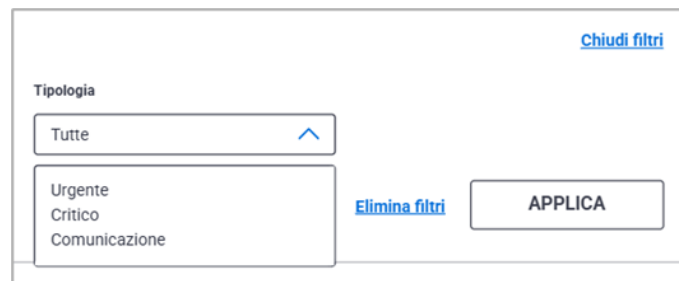 Chiudi filtri
Tipologia
Tutte
Urgente
Critico
Comunicazione
Elimina filtri
APPLICA